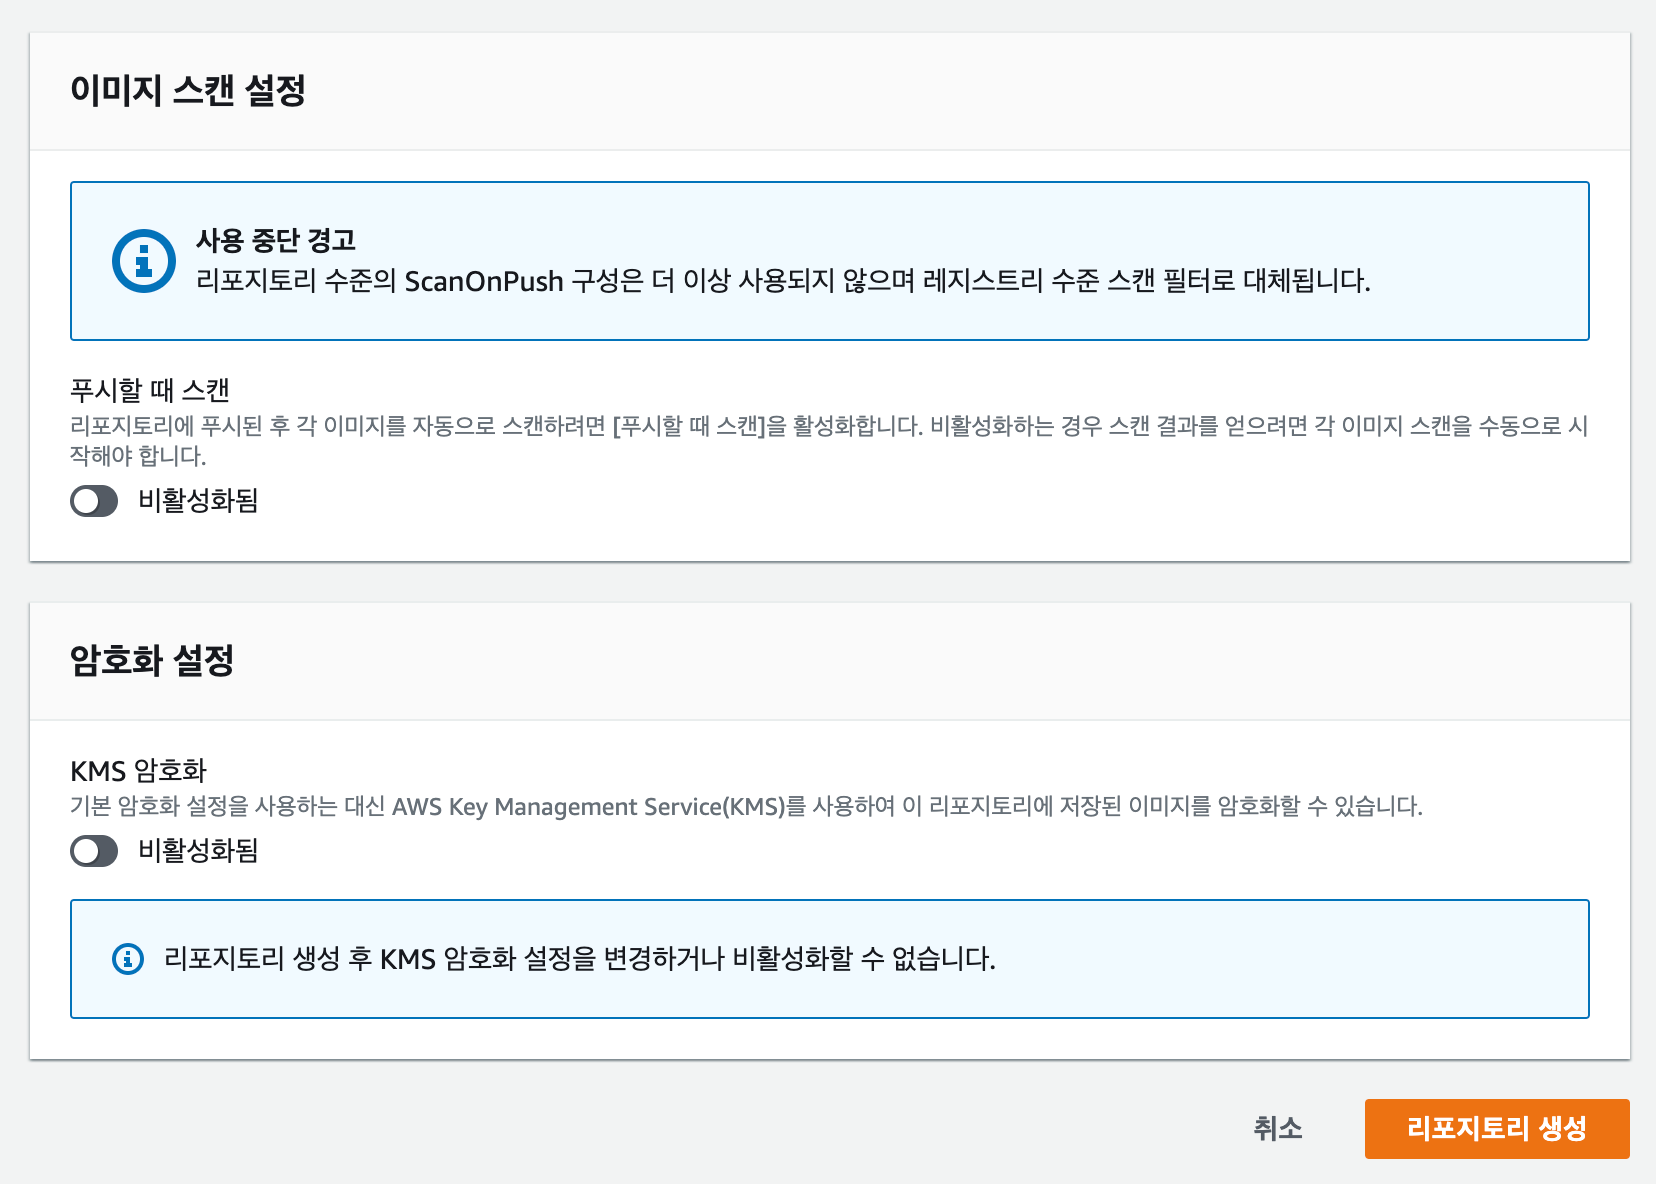 이미지 스캔 설정
사용 중단 경고
리포지토리 수준의 ScanOnPush 구성은 더 이상 사용되지 않으며 레지스트리 수준 스캔 필터로 대체됩니다.
푸시할 때 스캔
리포지토리에 푸시된 후 각 이미지를 자동으로 스캔하려면 [푸시할 때 스캔]을 활성화합니다. 비활성화하는 경우 스캔 결과를 얻으려면 각 이미지 스캔을 수동으로 시
작해야 합니다.
비활성화됨
암호화 설정
KMS 암호화
기본 암호화 설정을 사용하는 대신 AWS Key Management Service(KMS)를 사용하여 이 리포지토리에 저장된 이미지를 암호화할 수 있습니다.
비활성화됨
리포지토리 생성 후 KMS 암호화 설정을 변경하거나 비활성화할 수 없습니다.
취소
리포지토리 생성